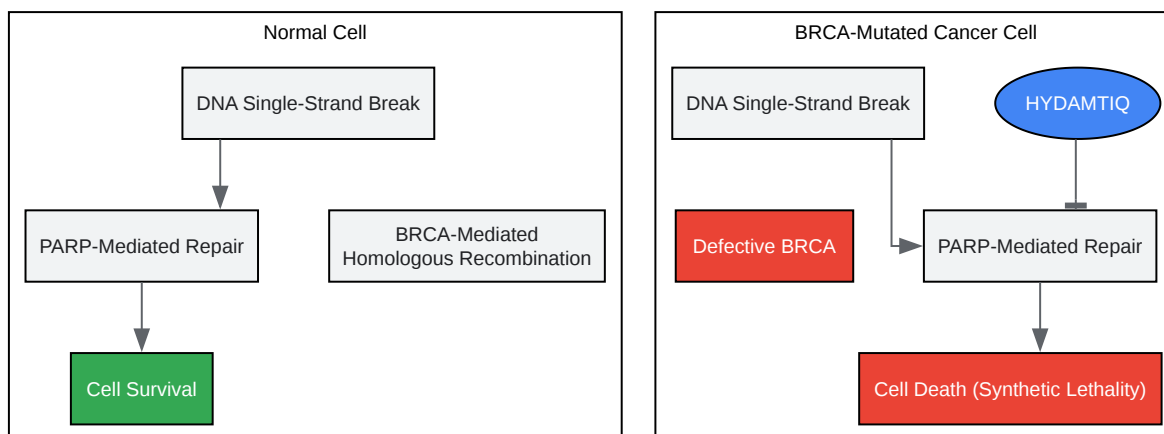 Normal Cell
DNA Single-Strand Break
PARP-Mediated Repair
BRCA-Mediated
Homologous Recombination
Cell Survival
BRCA-Mutated Cancer Cell
DNA Single-Strand Break
HYDAMTIQ
Defective BRCA
PARP-Mediated Repair
Cell Death (Synthetic Lethality)